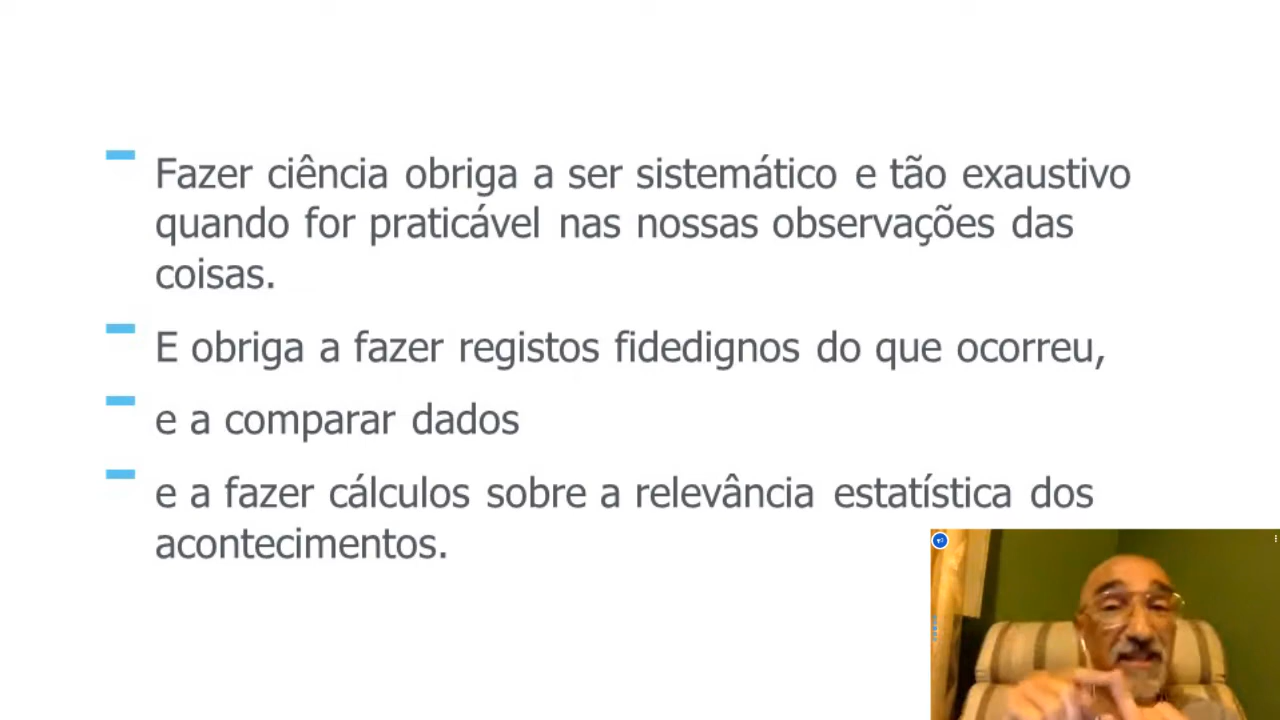 Fazer ciência obriga a ser sistemático e tão exaustivo
quando for praticável nas nossas observações das
coisas.
E obriga a fazer registos fidedignos do que ocorreu,
e a comparar dados
e a fazer cálculos sobre a relevância estatística dos
acontecimentos.